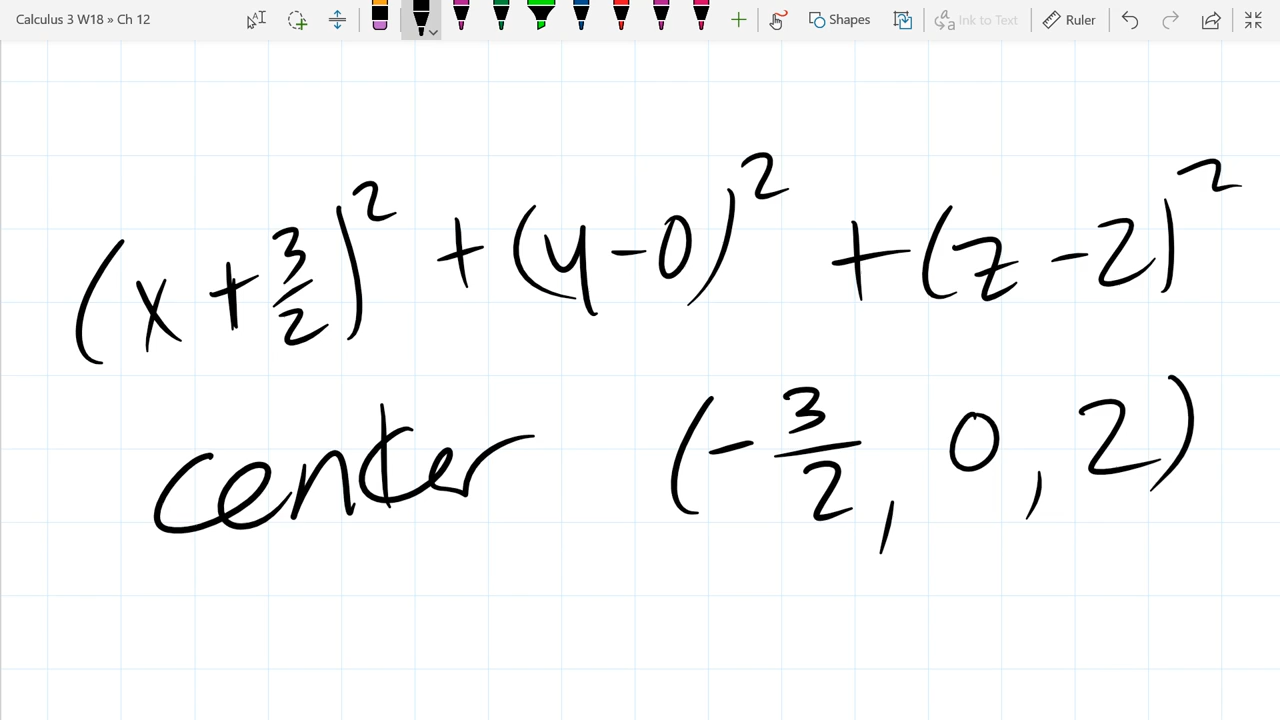 Calculus 3 W18 » Ch 12
Shapes
Link to Text
Ruler
(x + 3/2)² + (y - 0)² + (z - 2)²
center (-3/2, 0, 2)